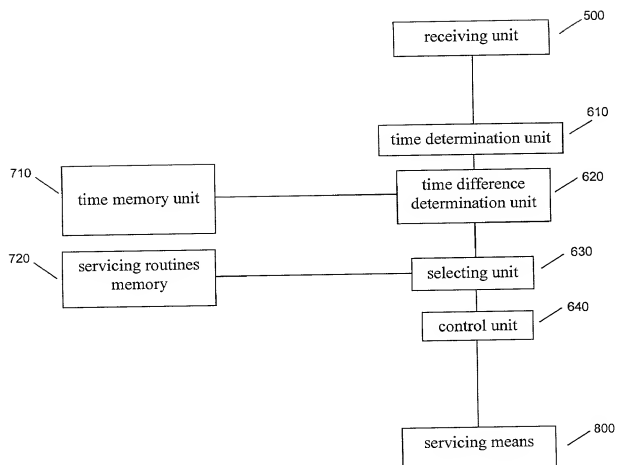 receiving unit
500
time determination unit
610
710
time memory unit
time difference
determination unit
620
720
servicing routines
memory
selecting unit
630
control unit
640
servicing means
800